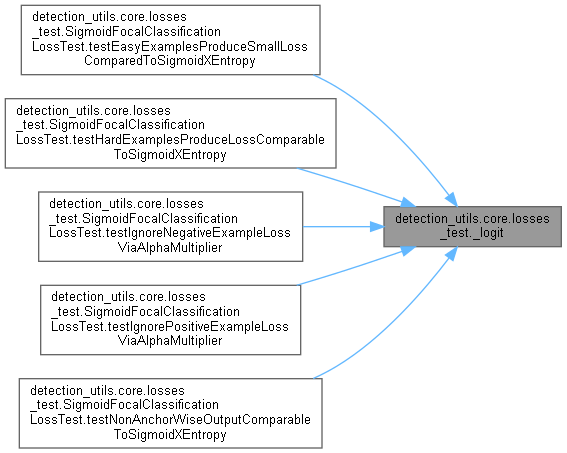 detection_utils.core.losses
_test.SigmoidFocalClassification
LossTest.testEasyExamplesProduceSmallLoss
ComparedToSigmoidXEntropy
detection_utils.core.losses
_test.SigmoidFocalClassification
LossTest.testHardExamplesProduceLossComparable
ToSigmoidXEntropy
detection_utils.core.losses
_test.SigmoidFocalClassification
LossTest.testIgnoreNegativeExampleLoss
ViaAlphaMultiplier
detection_utils.core.losses
_test._logit
detection_utils.core.losses
_test.SigmoidFocalClassification
LossTest.testIgnorePositiveExampleLoss
ViaAlphaMultiplier
detection_utils.core.losses
_test.SigmoidFocalClassification
LossTest.testNonAnchorWiseOutputComparable
ToSigmoidXEntropy